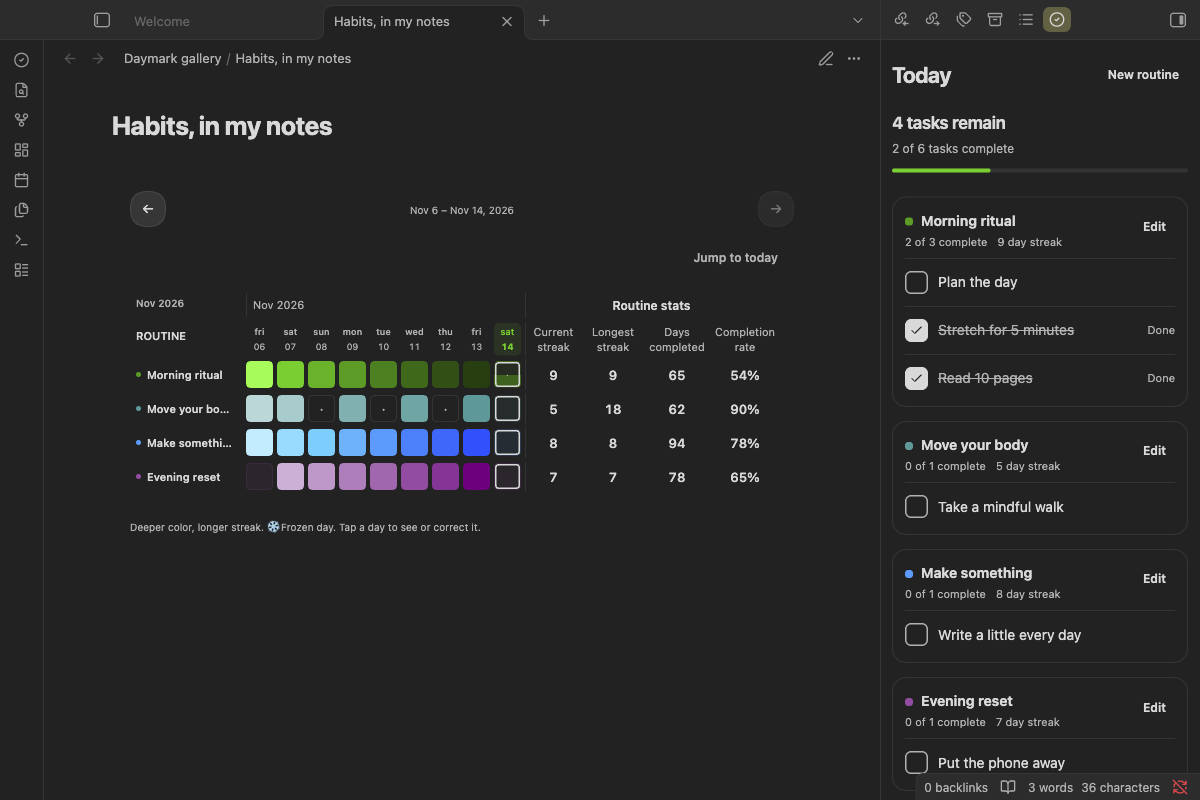 Welcome
Habits, in my notes
Daymark gallery / Habits, in my notes
Habits, in my notes
Nov 6 – Nov 14, 2026
Jump to today
Nov 2026
Nov 2026
Routine stats
ROUTINE
fri 06
sat 07
sun 08
mon 09
tue 10
wed 11
thu 12
fri 13
sat 14
Current streak
Longest streak
Days completed
Completion rate
Morning ritual 9 9 65 54%
Move your bo... 5 18 62 90%
Make somethi... 8 8 94 78%
Evening reset 7 7 78 65%
Deeper color, longer streak. ❄️Frozen day. Tap a day to see or correct it.
Today
New routine
4 tasks remain
2 of 6 tasks complete
Morning ritual
Edit
2 of 3 complete 9 day streak
Plan the day
Stretch for 5 minutes Done
Read 10 pages Done
Move your body
Edit
0 of 1 complete 5 day streak
Take a mindful walk
Make something
Edit
0 of 1 complete 8 day streak
Write a little every day
Evening reset
Edit
0 of 1 complete 7 day streak
Put the phone away
0 backlinks 3 words 36 characters